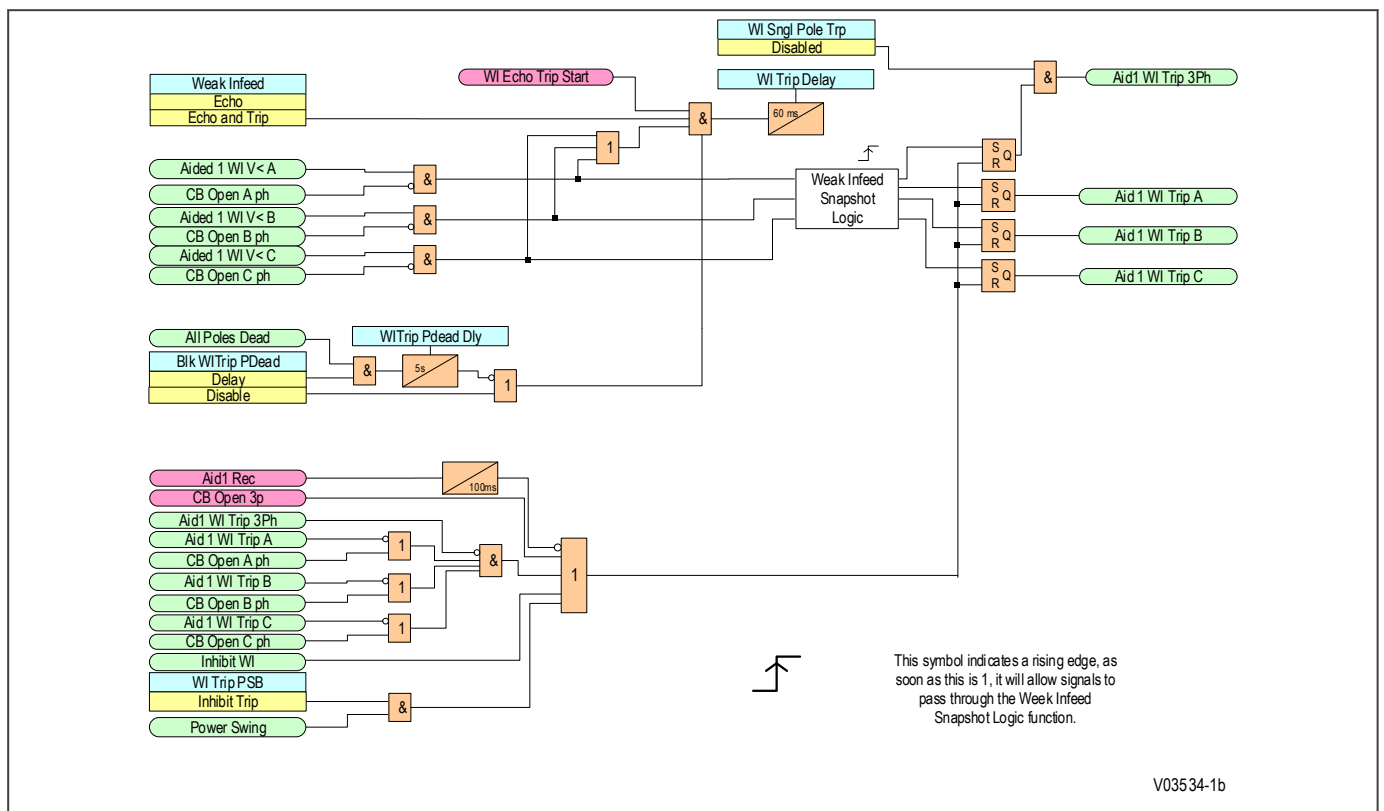 WI Sngl Pole Trp
Disabled
WI Echo Trip Start
WI Trip Delay
&
Aid1 WI Trip 3Ph
Weak Infeed
Echo
Echo and Trip
&
60 ms
1
S
R
Q
Aided 1 WI V< A
&
CB Open A ph
Weak Infeed
Snapshot
Logic
S
R
Q
Aid 1 WI Trip A
Aided 1 WI V< B
&
CB Open B ph
S
R
Q
Aid 1 WI Trip B
Aided 1 WI V< C
&
CB Open C ph
S
R
Q
Aid 1 WI Trip C
All Poles Dead
WITrip Pdead Dly
Blk WITrip PDead
&
5s
Delay
1
Disable
Aid1 Rec
100ms
CB Open 3p
Aid1 WI Trip 3Ph
Aid 1 WI Trip A
1
CB Open A ph
&
Aid 1 WI Trip B
1
1
CB Open B ph
Aid 1 WI Trip C
1
CB Open C ph
Inhibit WI
WI Trip PSB
Inhibit Trip
&
Power Swing
This symbol indicates a rising edge, as
soon as this is 1, it will allow signals to
pass through the Week Infeed
Snapshot Logic function.
V03534-1b